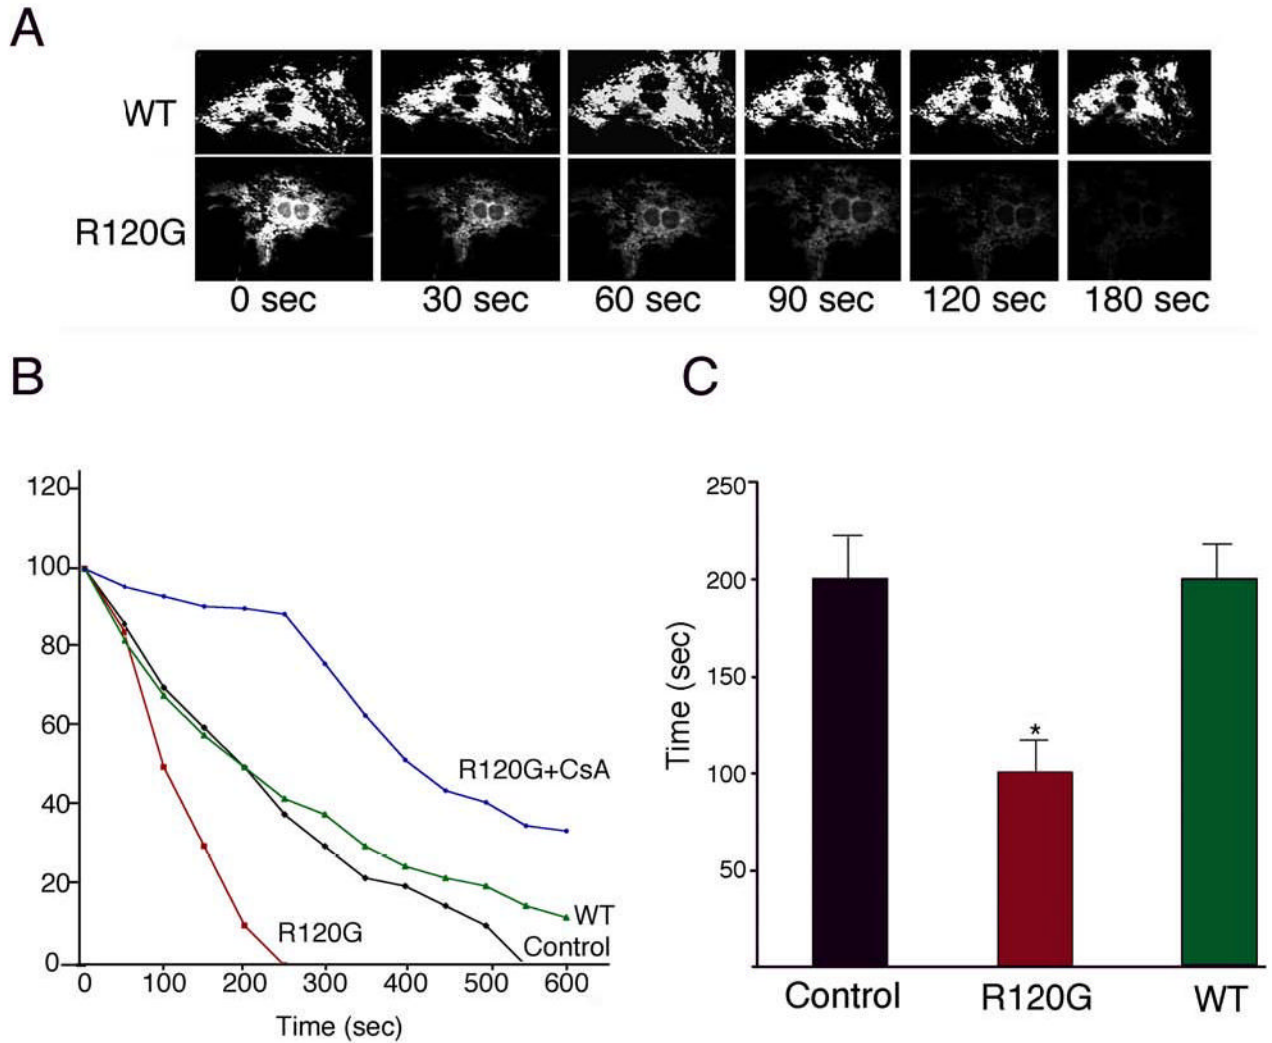 A
WT
R120G
0 sec 30 sec 60 sec 90 sec 120 sec 180 sec
B
120
100
80
60
40
20
0
R120G+CsA
WT
Control
R120G
0 100 200 300 400 500 600
Time (sec)
C
250
200
150
100
50
Time (sec)
*
Control R120G WT